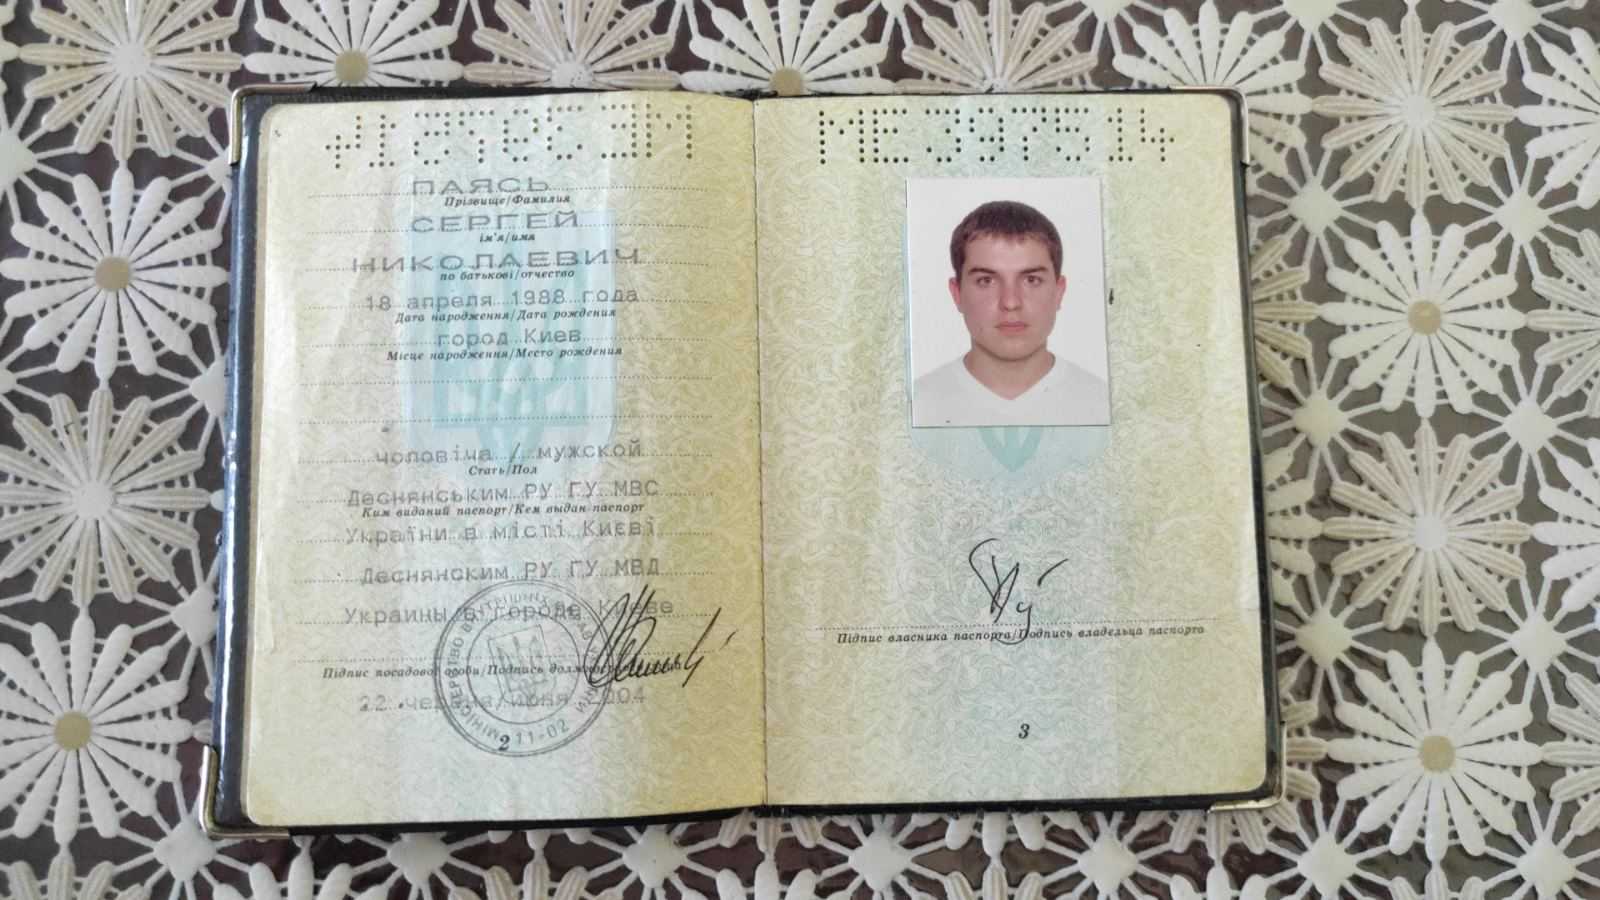 МЕ397514
ПАЯСЬ
Прізвище/Фамилия
СЕРГЕЙ
ім'я/имя
НИКОЛАЕВИЧ
по батькові/отчество
18 апреля 1988 года
Дата народження/Дата рождения
город Киев
Місце народження/Место рождения
чоловіча / мужской
Стать/Пол
Деснянським РУ ГУ МВС
Ким виданий паспорт/Кем выдан паспорт
України в місті Києві
Деснянским РУ ГУ МВД
Украины в городе Киеве
Підпис посадової особи/Подпись
22 червня/июня 2004
11-02
2
МЕ397514
Підпис власника паспорта/Подпись владельца паспорта
3